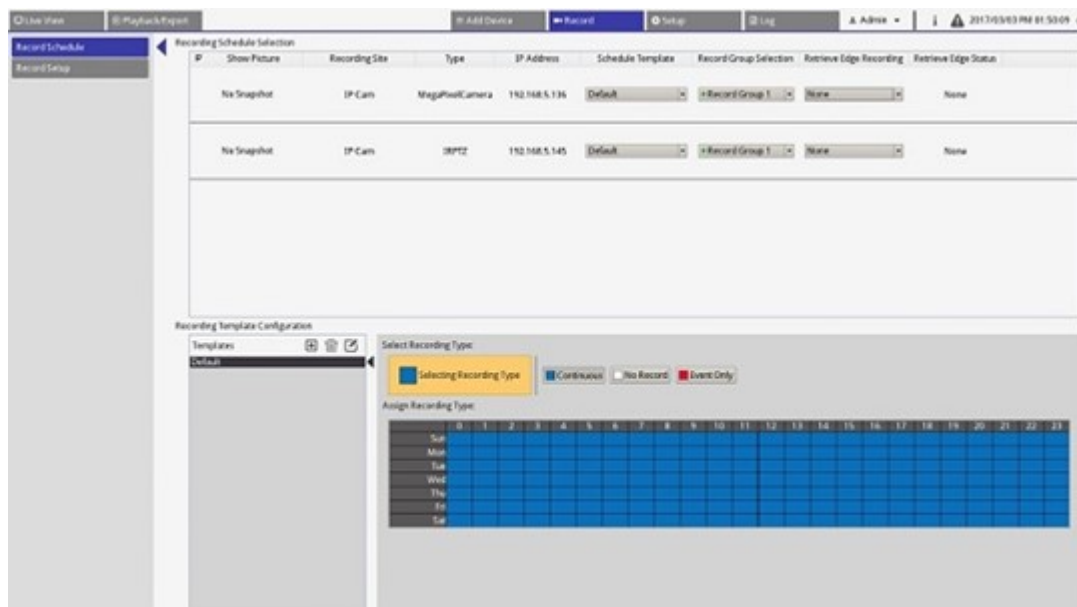 Live View Playback/Export Add Device Record Setup Log Admin 2017/03/03 PM 01:53:09
Record Schedule
Record Setup
Recording Schedule Selection
Show Picture Recording Site Type IP Address Schedule Template Record Group Selection Retrieve Edge Recording Retrieve Edge Status
No Snapshot IP Cam MegaPixelCamera 192.168.5.136 Default +Record Group 1 None None
No Snapshot IP Cam IRPTZ 192.168.5.145 Default +Record Group 1 None None
Recording Template Configuration
Templates
Default
Select Recording Type:
Selecting Recording Type Continuous No Record Event Only
Assign Recording Type:
0 1 2 3 4 5 6 7 8 9 10 11 12 13 14 15 16 17 18 19 20 21 22 23
Sun
Mon
Tue
Wed
Thu
Fri
Sat